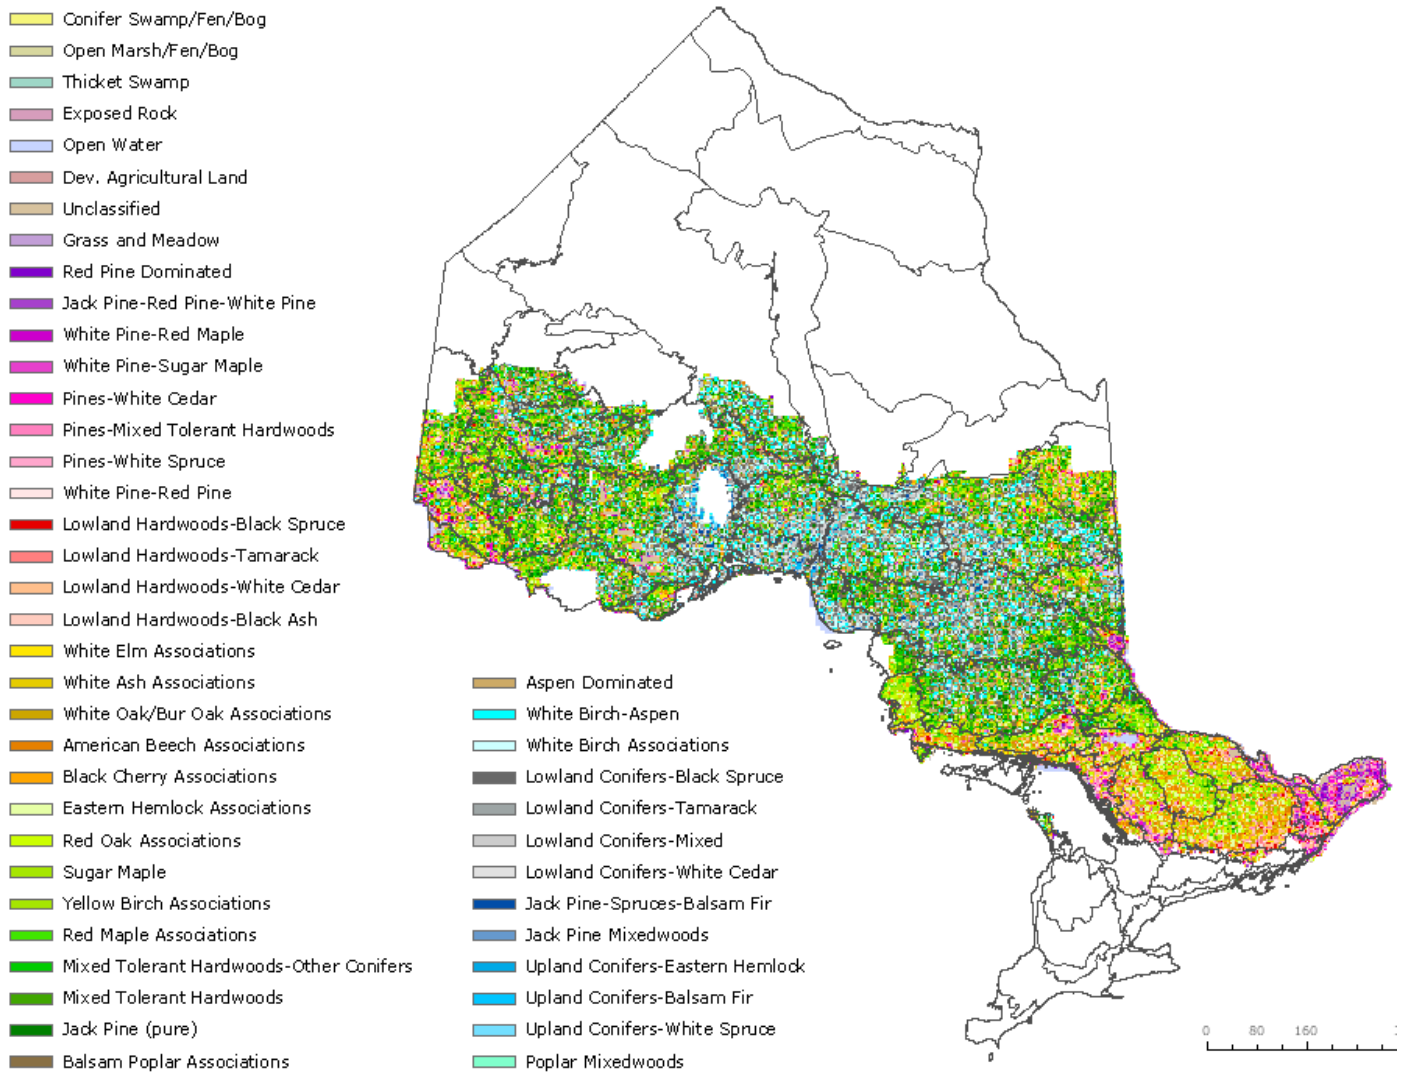 Conifer Swamp/Fen/Bog
Open Marsh/Fen/Bog
Thicket Swamp
Exposed Rock
Open Water
Dev. Agricultural Land
Unclassified
Grass and Meadow
Red Pine Dominated
Jack Pine-Red Pine-White Pine
White Pine-Red Maple
White Pine-Sugar Maple
Pines-White Cedar
Pines-Mixed Tolerant Hardwoods
Pines-White Spruce
White Pine-Red Pine
Lowland Hardwoods-Black Spruce
Lowland Hardwoods-Tamarack
Lowland Hardwoods-White Cedar
Lowland Hardwoods-Black Ash
White Elm Associations
White Ash Associations
White Oak/Bur Oak Associations
American Beech Associations
Black Cherry Associations
Eastern Hemlock Associations
Red Oak Associations
Sugar Maple
Yellow Birch Associations
Red Maple Associations
Mixed Tolerant Hardwoods-Other Conifers
Mixed Tolerant Hardwoods
Jack Pine (pure)
Balsam Poplar Associations
Aspen Dominated
White Birch-Aspen
White Birch Associations
Lowland Conifers-Black Spruce
Lowland Conifers-Tamarack
Lowland Conifers-Mixed
Lowland Conifers-White Cedar
Jack Pine-Spruces-Balsam Fir
Jack Pine Mixedwoods
Upland Conifers-Eastern Hemlock
Upland Conifers-Balsam Fir
Upland Conifers-White Spruce
Poplar Mixedwoods
0 80 160